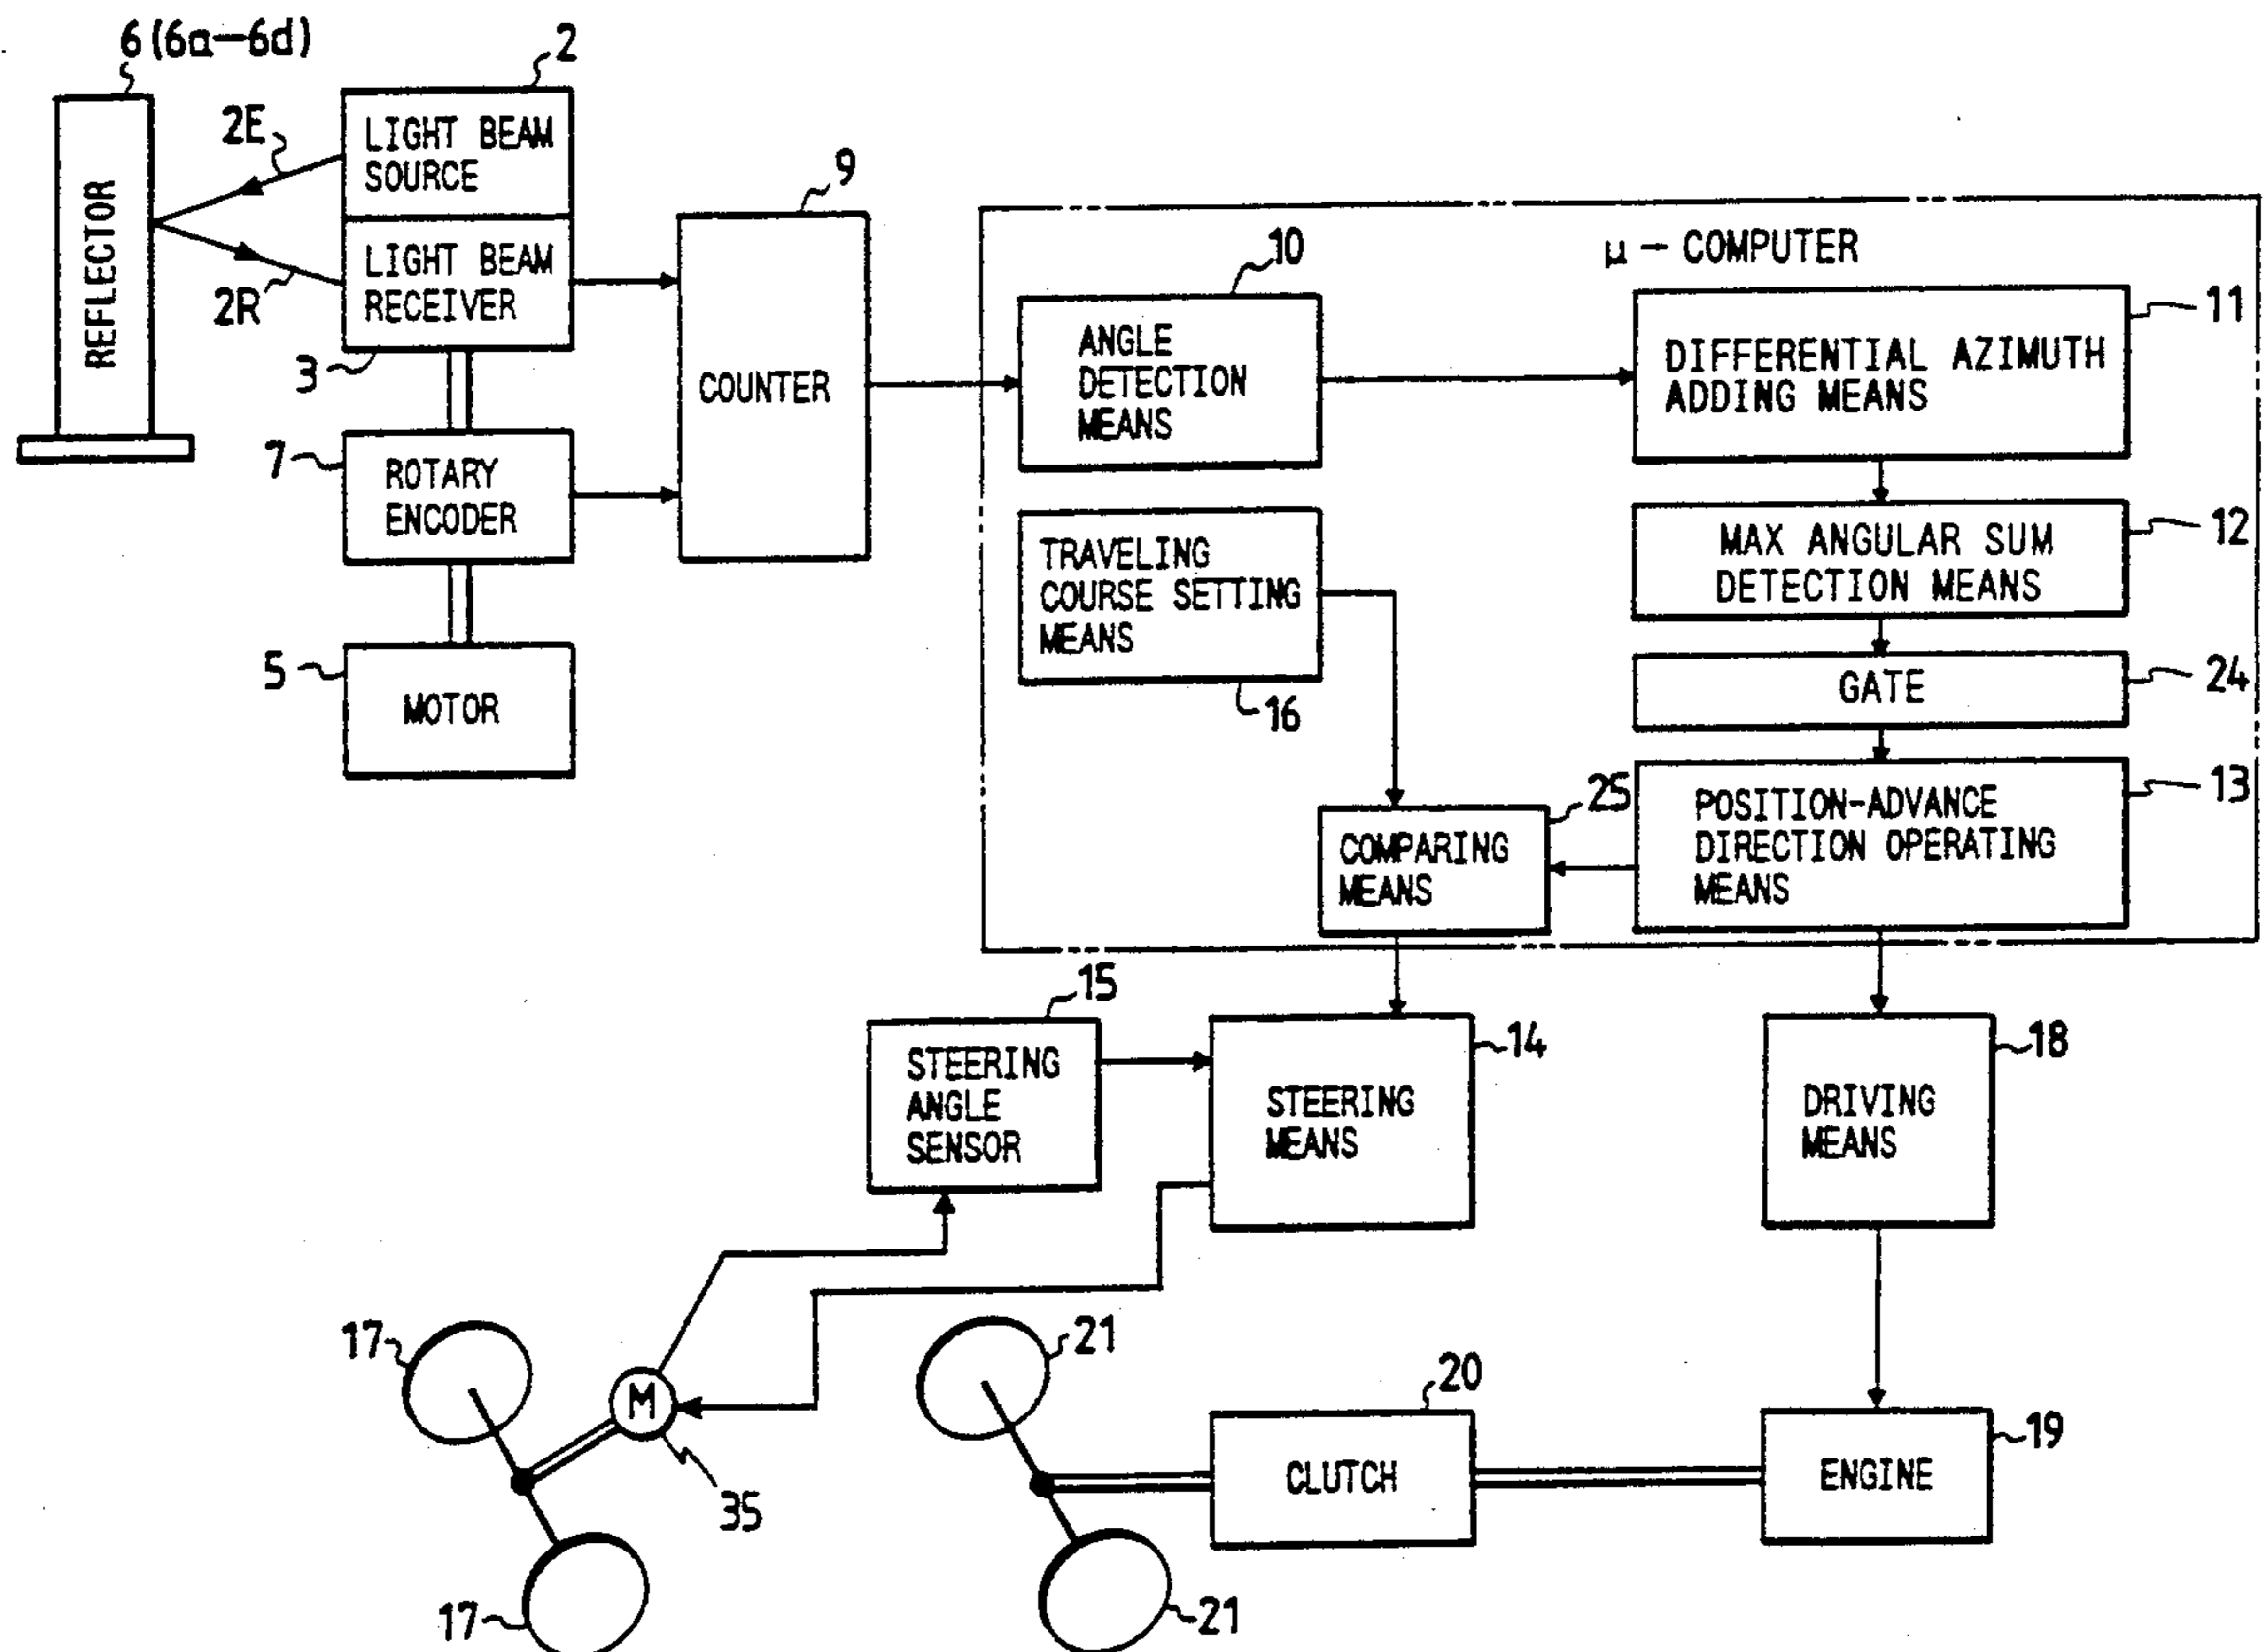 6(6a–6d)
2
2E
LIGHT BEAM
SOURCE
REFLECTOR
2R
LIGHT BEAM
RECEIVER
3
9
COUNTER
7
ROTARY
ENCODER
5
MOTOR
μ – COMPUTER
10
ANGLE
DETECTION
MEANS
11
DIFFERENTIAL AZIMUTH
ADDING MEANS
TRAVELING
COURSE SETTING
MEANS
16
12
MAX ANGULAR SUM
DETECTION MEANS
24
GATE
25
COMPARING
MEANS
13
POSITION-ADVANCE
DIRECTION OPERATING
MEANS
15
STEERING
ANGLE
SENSOR
14
STEERING
MEANS
18
DRIVING
MEANS
17
M
35
17
21
21
20
CLUTCH
19
ENGINE